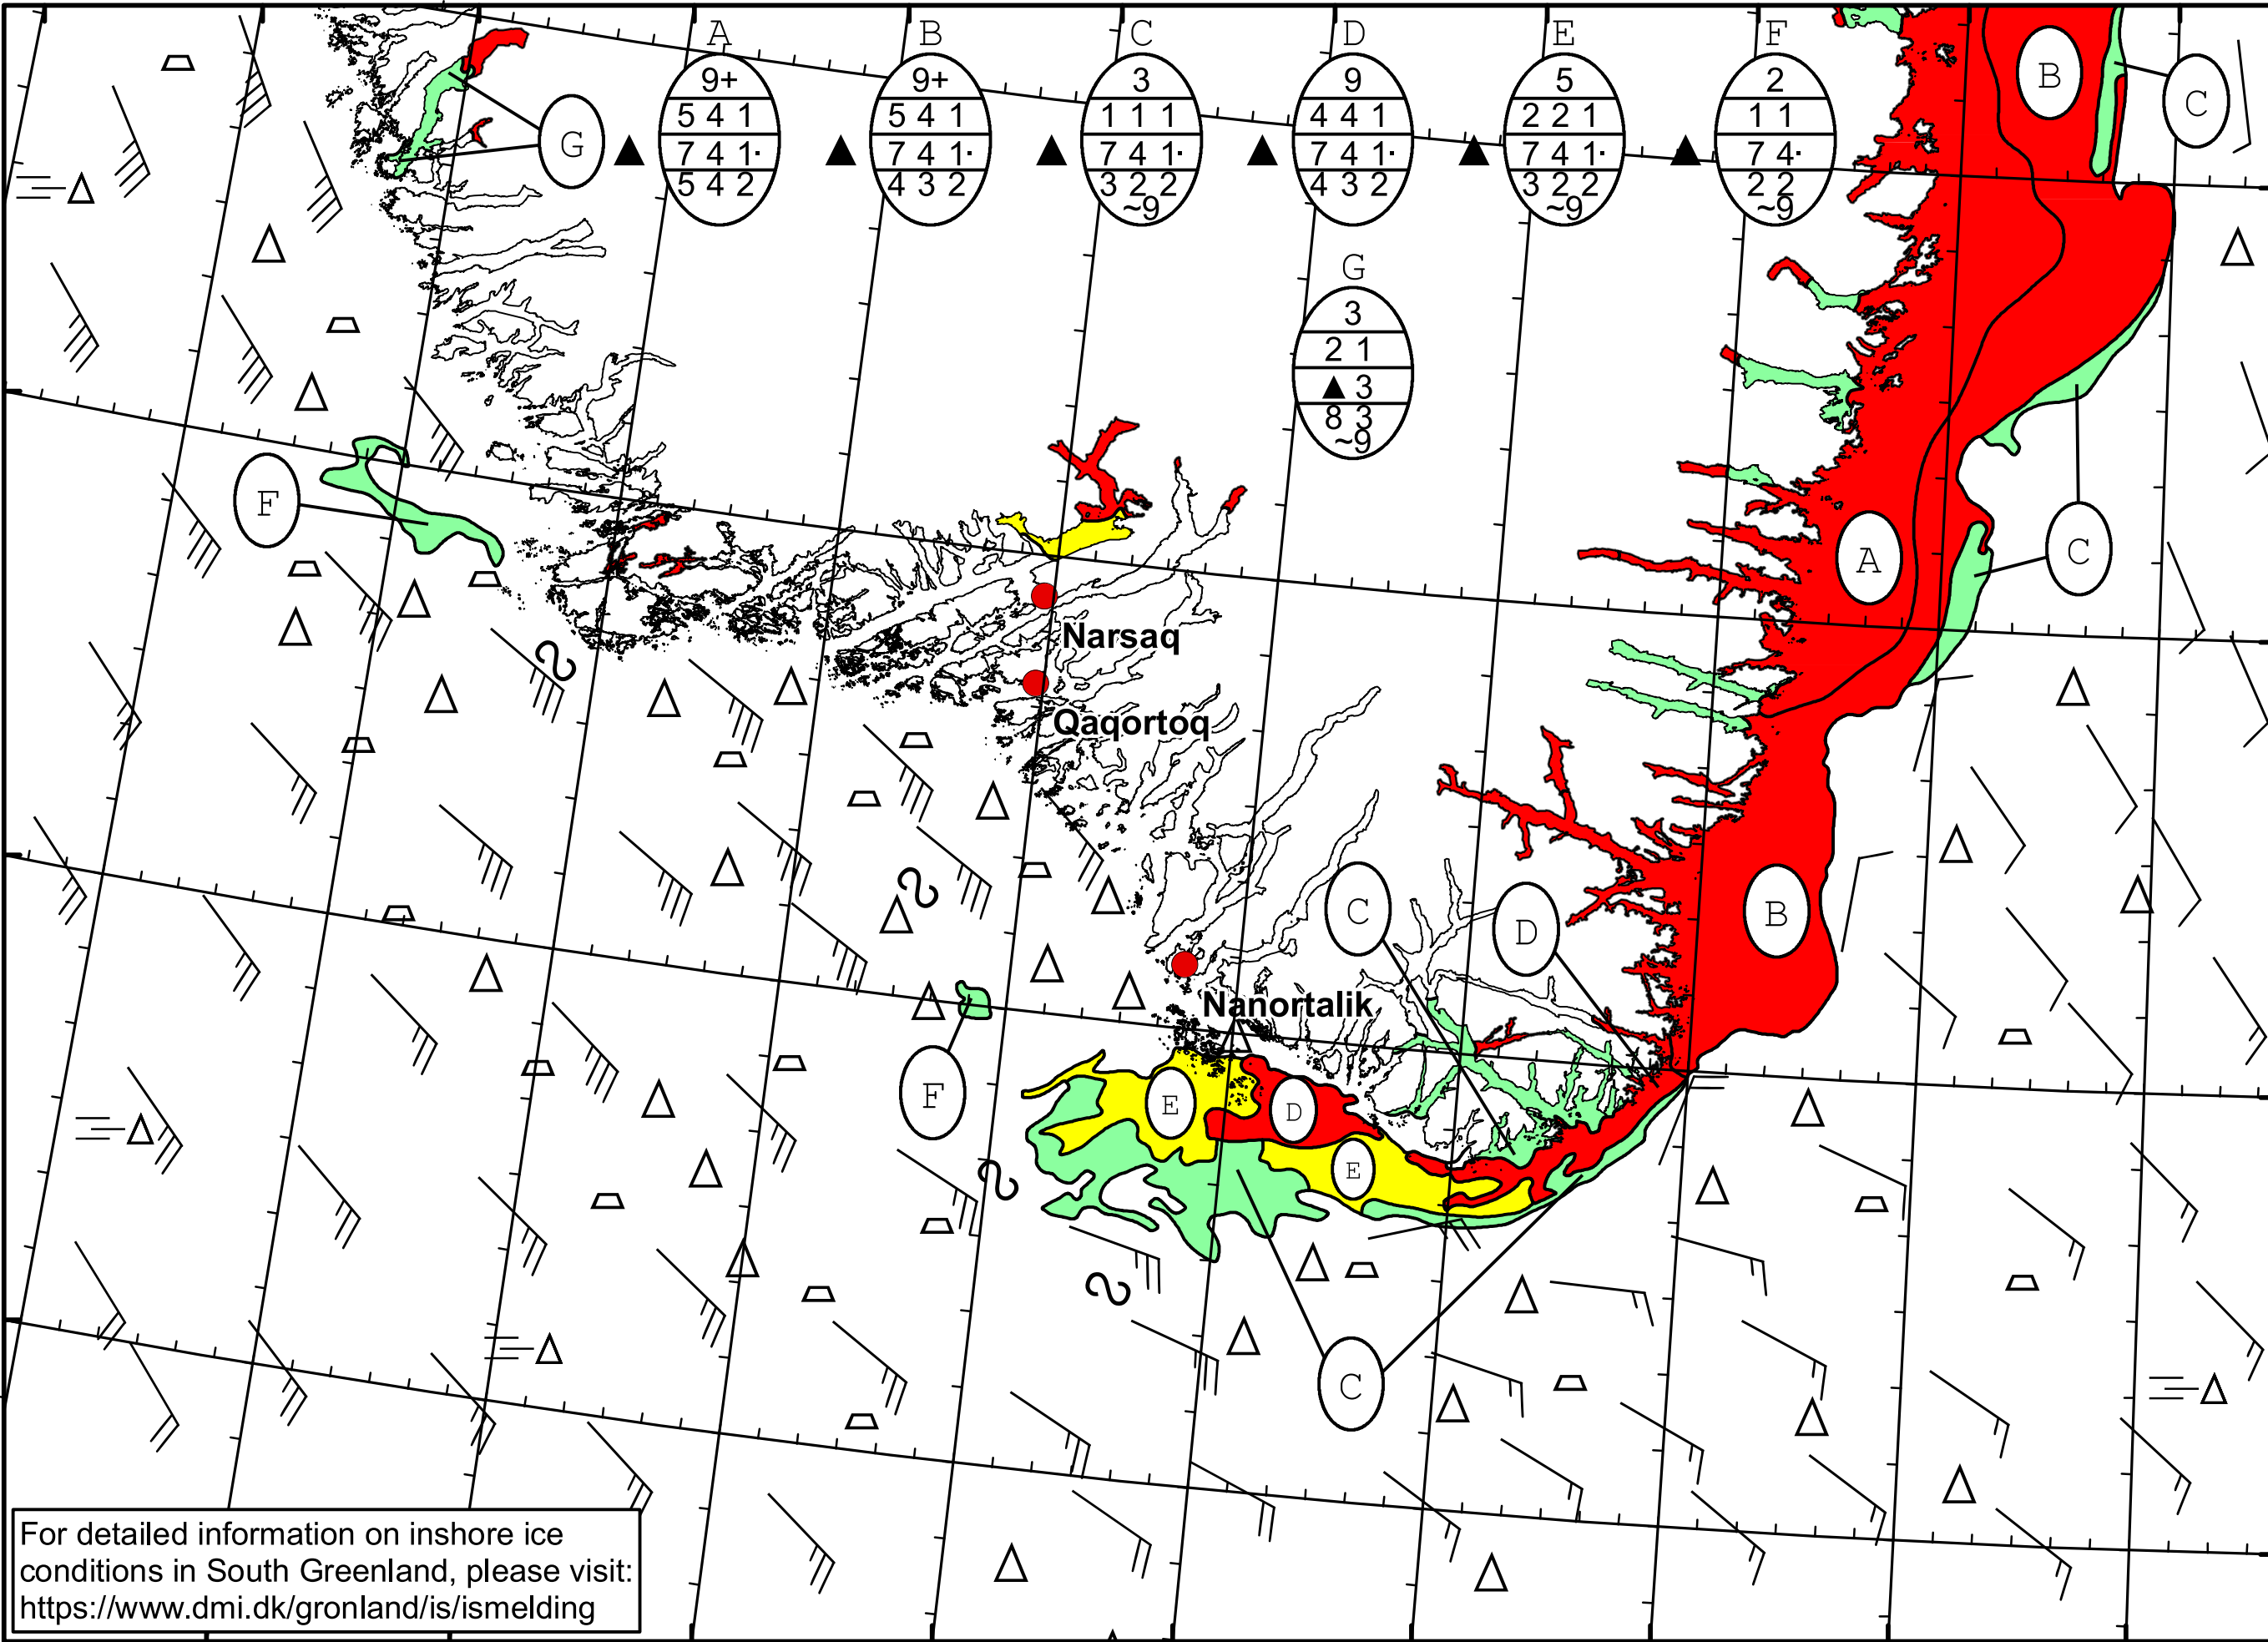 A B C D E F
9+ 9+ 3 9 5 2
5 4 1 5 4 1 1 1 1 4 4 1 2 2 1 1 1
▲ 7 4 1· ▲ 7 4 1· ▲ 7 4 1· ▲ 7 4 1· ▲ 7 4 1· ▲ 7 4·
5 4 2 4 3 2 3 2 2 4 3 2 3 2 2 2 2
~9 ~9 ~9
B
C
G
G
3
2 1
▲ 3
8 3
~9
F
A
C
Narsaq
Qaqortoq
C
D
B
Nanortalik
F
E
D
E
C
For detailed information on inshore ice
conditions in South Greenland, please visit:
https://www.dmi.dk/gronland/is/ismelding